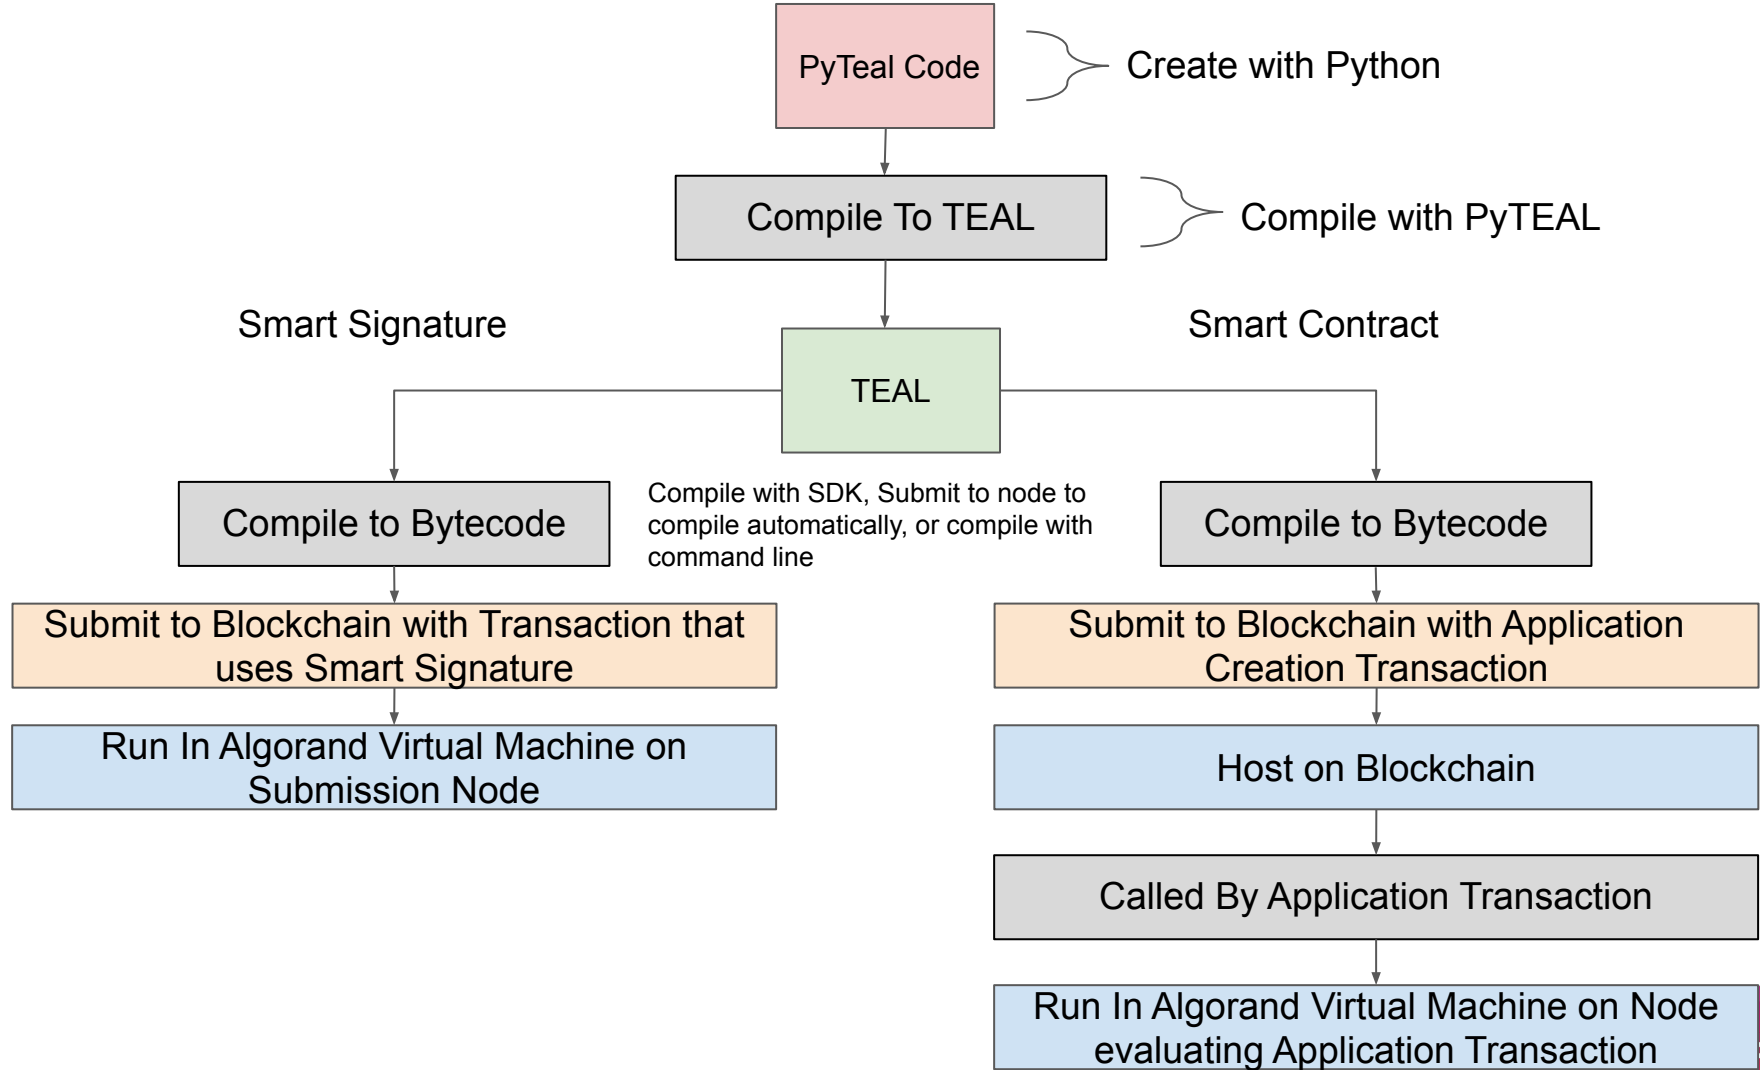 PyTeal Code
Create with Python
Compile To TEAL
Compile with PyTEAL
Smart Signature
Smart Contract
TEAL
Compile to Bytecode
Compile with SDK, Submit to node to
compile automatically, or compile with
command line
Compile to Bytecode
Submit to Blockchain with Transaction that
uses Smart Signature
Submit to Blockchain with Application
Creation Transaction
Run In Algorand Virtual Machine on
Submission Node
Host on Blockchain
Called By Application Transaction
Run In Algorand Virtual Machine on Node
evaluating Application Transaction